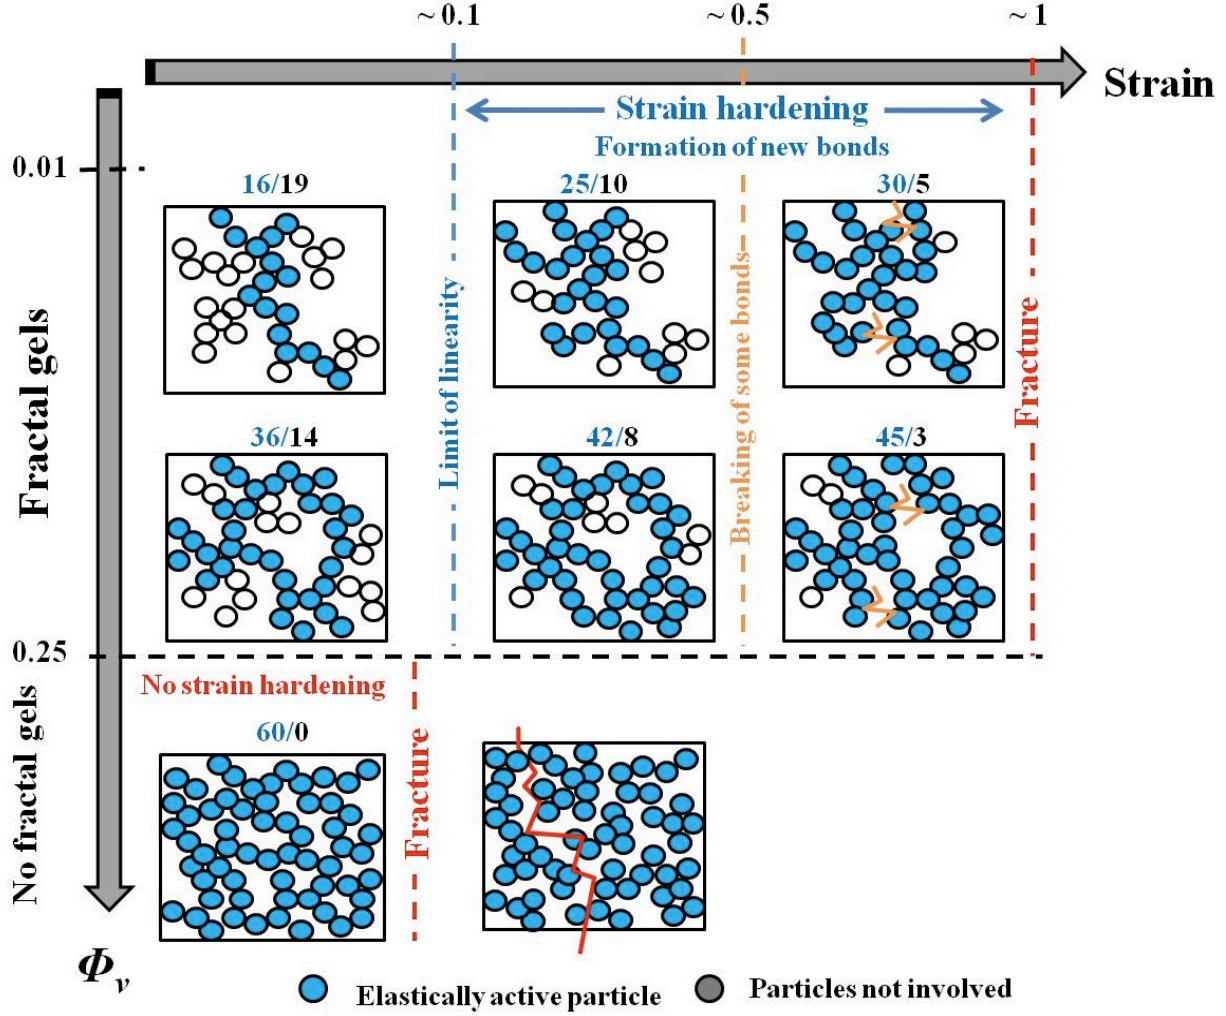 ~ 0.1
~ 0.5
~ 1
Strain
Strain hardening
Formation of new bonds
0.01
16/19
25/10
30/5
Fractal gels
Limit of linearity
Breaking of some bonds
Fracture
36/14
42/8
45/3
0.25
No strain hardening
No fractal gels
60/0
Fracture
Φv
Elastically active particle
Particles not involved